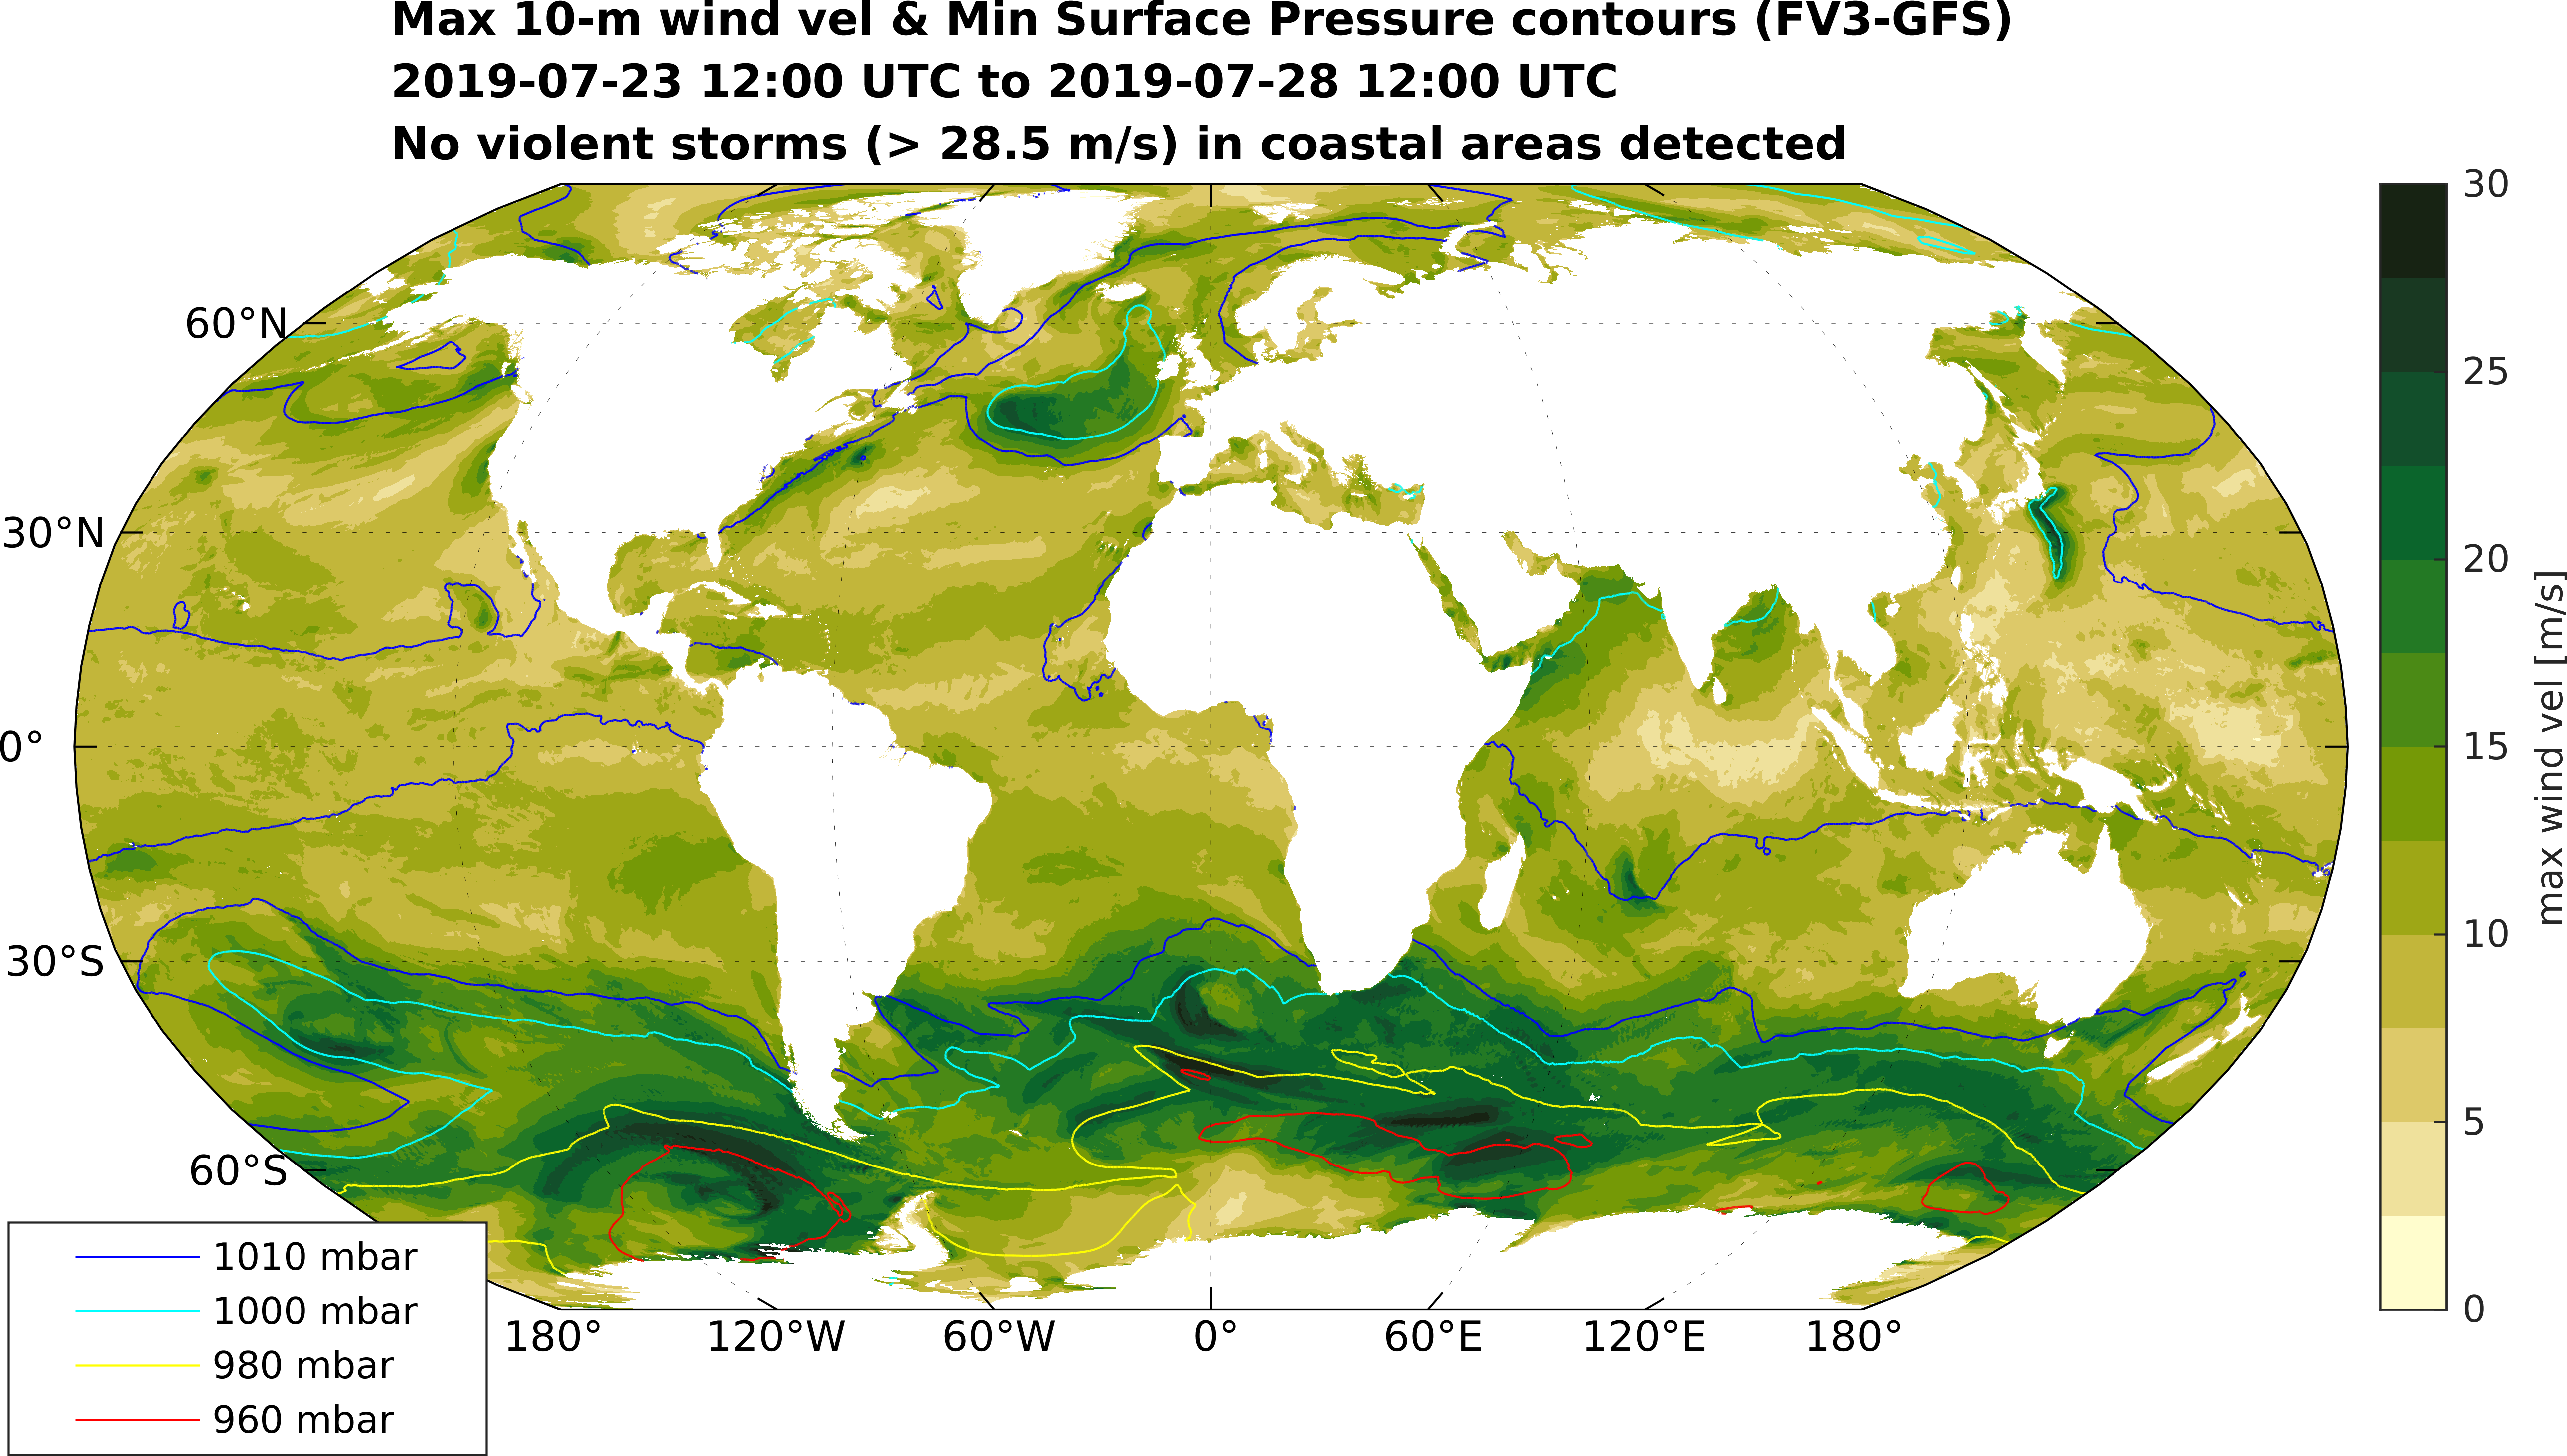 Max 10-m wind vel & Min Surface Pressure contours (FV3-GFS)
2019-07-23 12:00 UTC to 2019-07-28 12:00 UTC
No violent storms (> 28.5 m/s) in coastal areas detected
60°N
30°N
0°
30°S
60°S
180°
120°W
60°W
0°
60°E
120°E
180°
1010 mbar
1000 mbar
980 mbar
960 mbar
30
25
20
15
10
5
0
max wind vel [m/s]